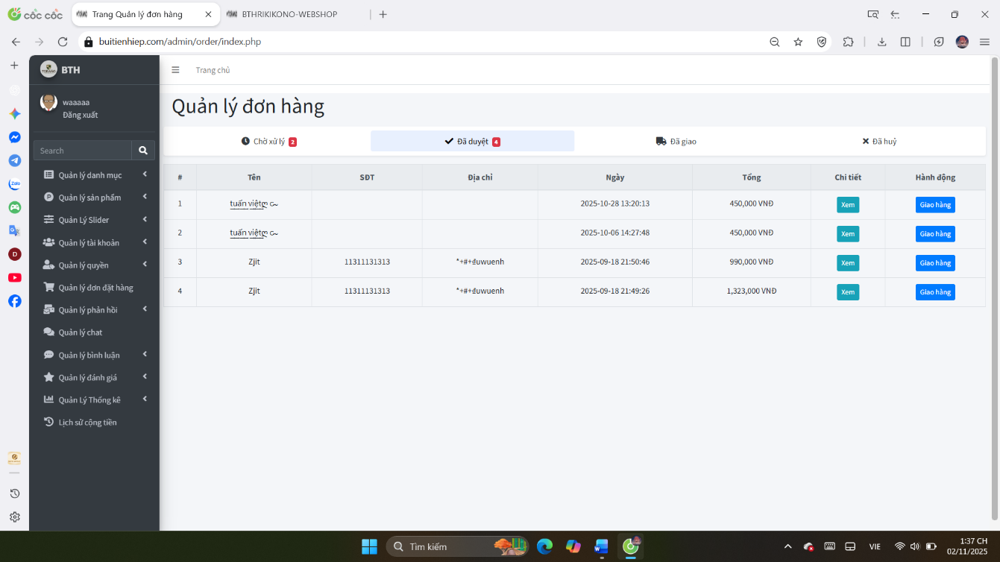 cốc cốc
Trang Quản lý đơn hàng
BTHRIKIKONO-WEBSHOP
buitienhiep.com/admin/order/index.php
BTH
Trang chủ
waaaaa
Đăng xuất
Search
Quản lý danh mục
Quản lý sản phẩm
Quản Lý Slider
Quản lý tài khoản
Quản lý quyền
Quản lý đơn đặt hàng
Quản lý phản hồi
Quản lý chat
Quản lý bình luận
Quản lý đánh giá
Quản Lý Thống kê
Lịch sử cộng tiền
Quản lý đơn hàng
Chờ xử lý 2
Đã duyệt 4
Đã giao
Đã huỷ
# Tên SĐT Địa chỉ Ngày Tổng Chi tiết Hành động
1 tuấn việt 2025-10-28 13:20:13 450,000 VNĐ Xem Giao hàng
2 tuấn việt 2025-10-06 14:27:48 450,000 VNĐ Xem Giao hàng
3 Zjit 11311131313 *+#+đuwuenh 2025-09-18 21:50:46 990,000 VNĐ Xem Giao hàng
4 Zjit 11311131313 *+#+đuwuenh 2025-09-18 21:49:26 1,323,000 VNĐ Xem Giao hàng
Zalo
D
Tìm kiếm
VIE
1:37 CH
02/11/2025